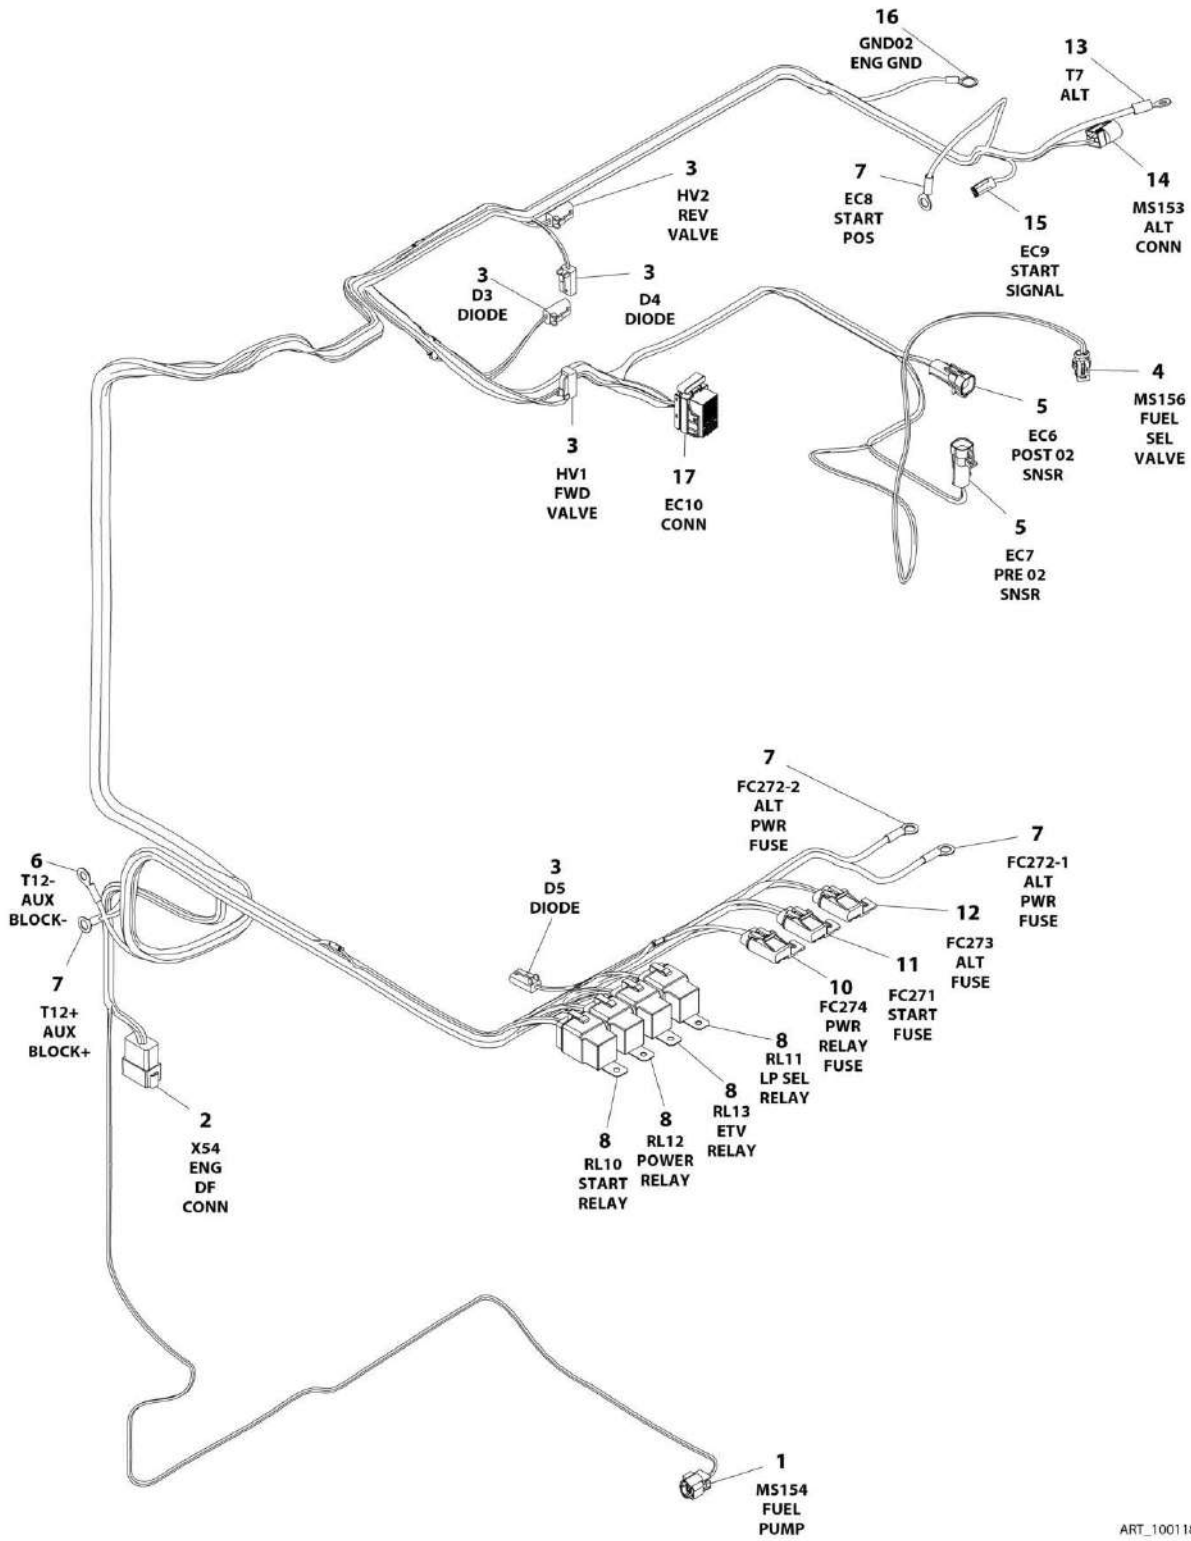 16
GND02
ENG GND
13
T7
ALT
3
HV2
REV
VALVE
7
EC8
START
POS
15
EC9
START
SIGNAL
14
MS153
ALT
CONN
3
D3
DIODE
3
D4
DIODE
3
HV1
FWD
VALVE
17
EC10
CONN
5
EC6
POST 02
SNSR
4
MS156
FUEL
SEL
VALVE
5
EC7
PRE 02
SNSR
7
FC272-2
ALT
PWR
FUSE
7
FC272-1
ALT
PWR
FUSE
6
T12-
AUX
BLOCK-
7
T12+
AUX
BLOCK+
3
D5
DIODE
12
FC273
ALT
FUSE
11
FC271
START
FUSE
10
FC274
PWR
RELAY
FUSE
8
RL11
LP SEL
RELAY
8
RL13
ETV
RELAY
8
RL12
POWER
RELAY
8
RL10
START
RELAY
2
X54
ENG
DF
CONN
1
MS154
FUEL
PUMP
ART_100118